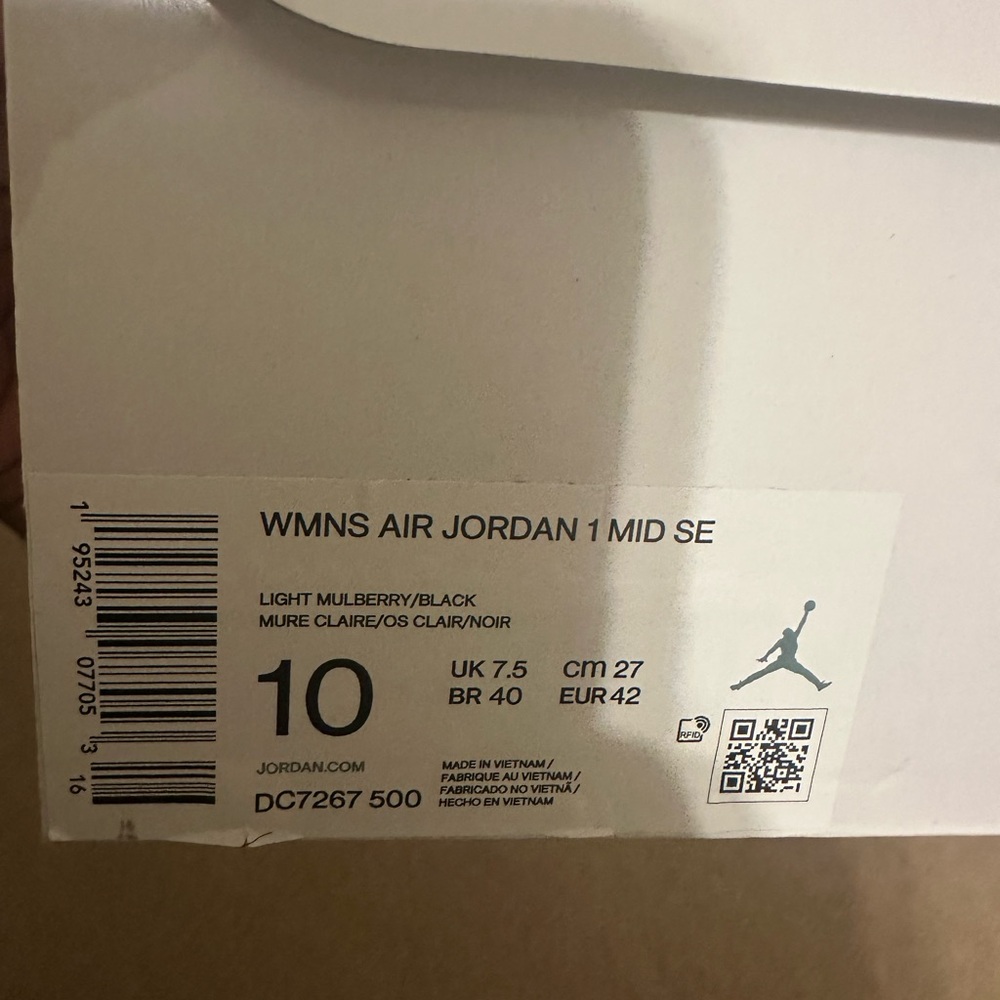 WMNS AIR JORDAN 1 MID SE
LIGHT MULBERRY/BLACK
MURE CLAIRE/OS CLAIR/NOIR
10
UK 7.5 cm 27
BR 40 EUR 42
JORDAN.COM
DC7267 500
MADE IN VIETNAM /
FABRIQUE AU VIETNAM /
FABRICADO NO VIETNÃ /
HECHO EN VIETNAM
RFID
1 95243 07705 3 16